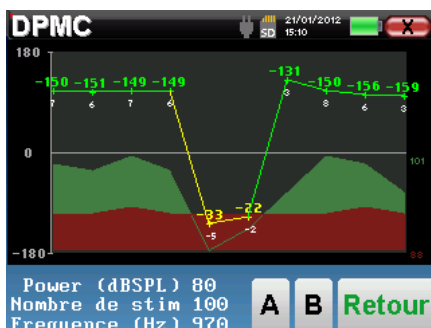 DPMC SD 21/01/2012 15:10 X
180
-150 -151 -149 -149 -131 -150 -156 -159
7 6 7 6 3 8 6 3
0 101
-33 -22
-5 -2
-180 88
Power (dBSPL) 80
Nombre de stim 100
Frequence (Hz) 970
A B Retour